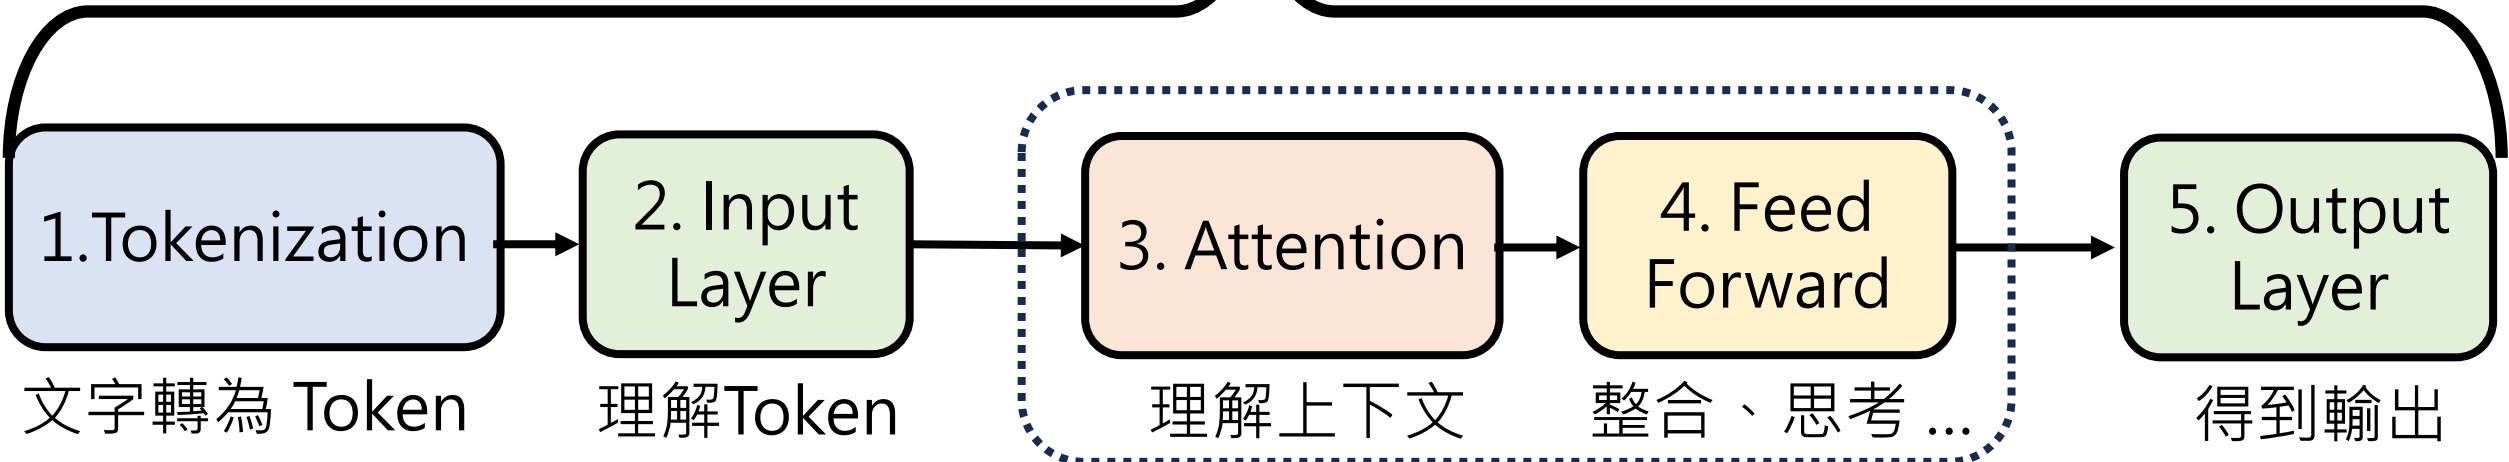 1.Tokenization
2. Input
Layer
3. Attention
4. Feed
Forward
5. Output
Layer
文字轉為 Token
理解Token
理解上下文
整合、思考…
得到輸出